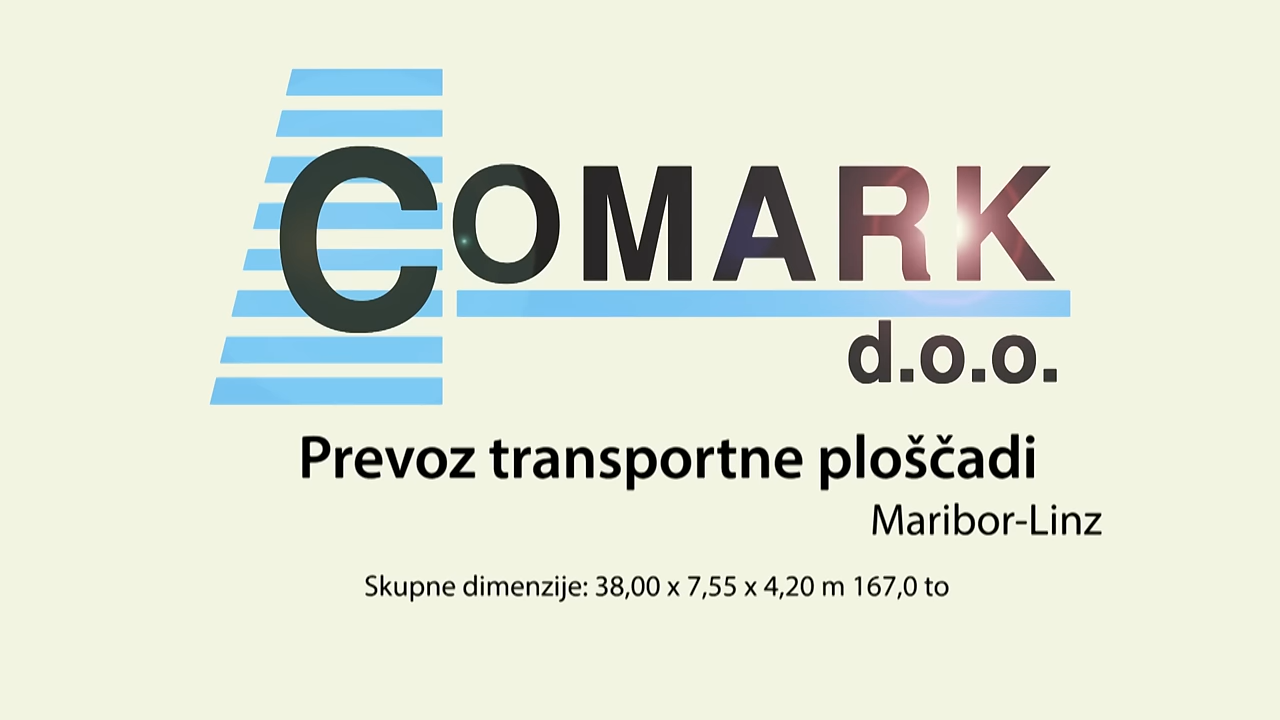 COMARK
d.o.o.
Prevoz transportne ploščadi
Maribor-Linz
Skupne dimenzije: 38,00 x 7,55 x 4,20 m 167,0 to